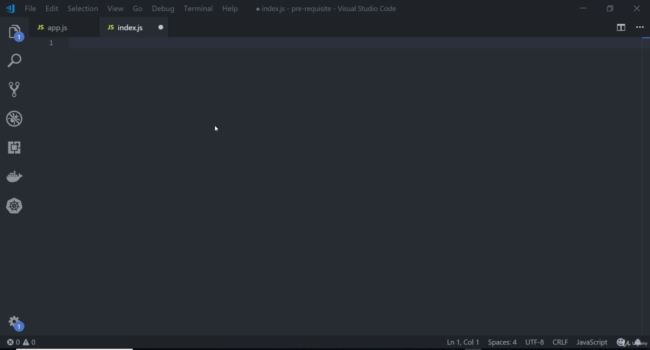 File Edit Selection View Go Debug Terminal Help ● index.js - pre-requisite - Visual Studio Code
JS app.js JS index.js ●
1
1
1
0 0 Ln 1, Col 1 Spaces: 4 UTF-8 CRLF JavaScript